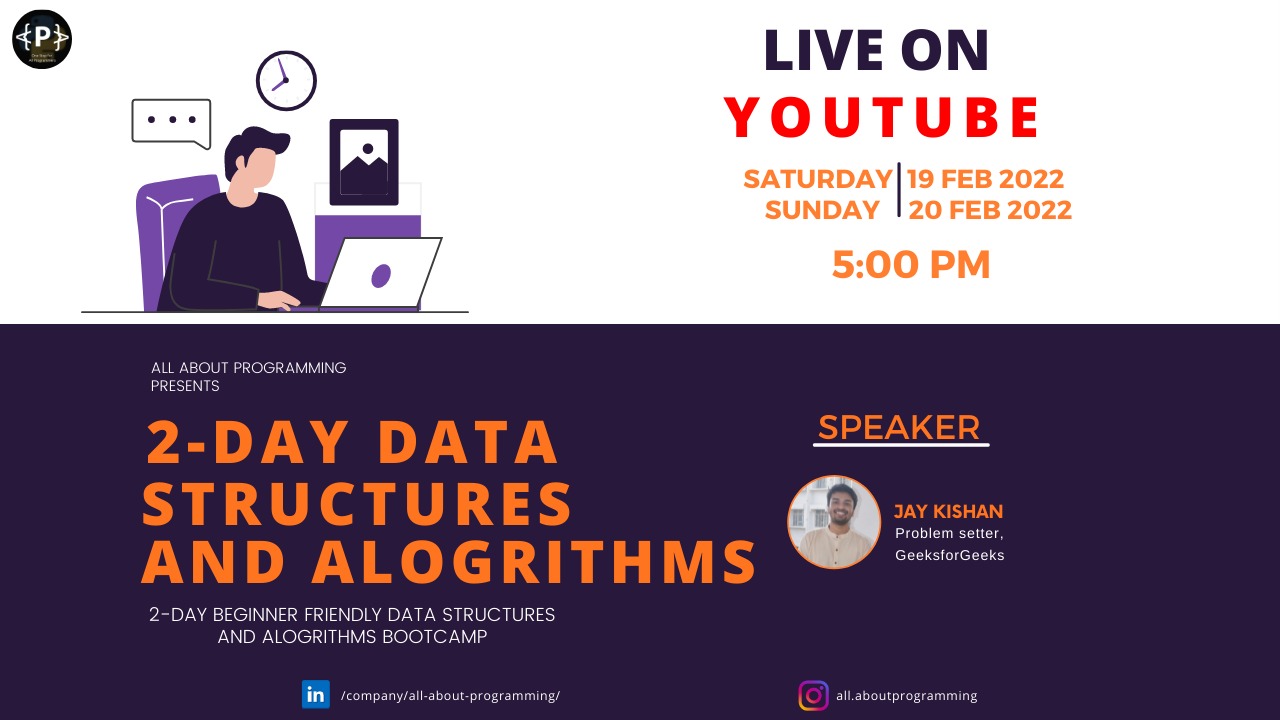 {P}
LIVE ON
YOUTUBE
SATURDAY 19 FEB 2022
SUNDAY 20 FEB 2022
5:00 PM
ALL ABOUT PROGRAMMING
PRESENTS
2-DAY DATA
STRUCTURES
AND ALOGRITHMS
2-DAY BEGINNER FRIENDLY DATA STRUCTURES
AND ALOGRITHMS BOOTCAMP
SPEAKER
JAY KISHAN
Problem setter,
GeeksforGeeks
in
/company/all-about-programming/
all.aboutprogramming